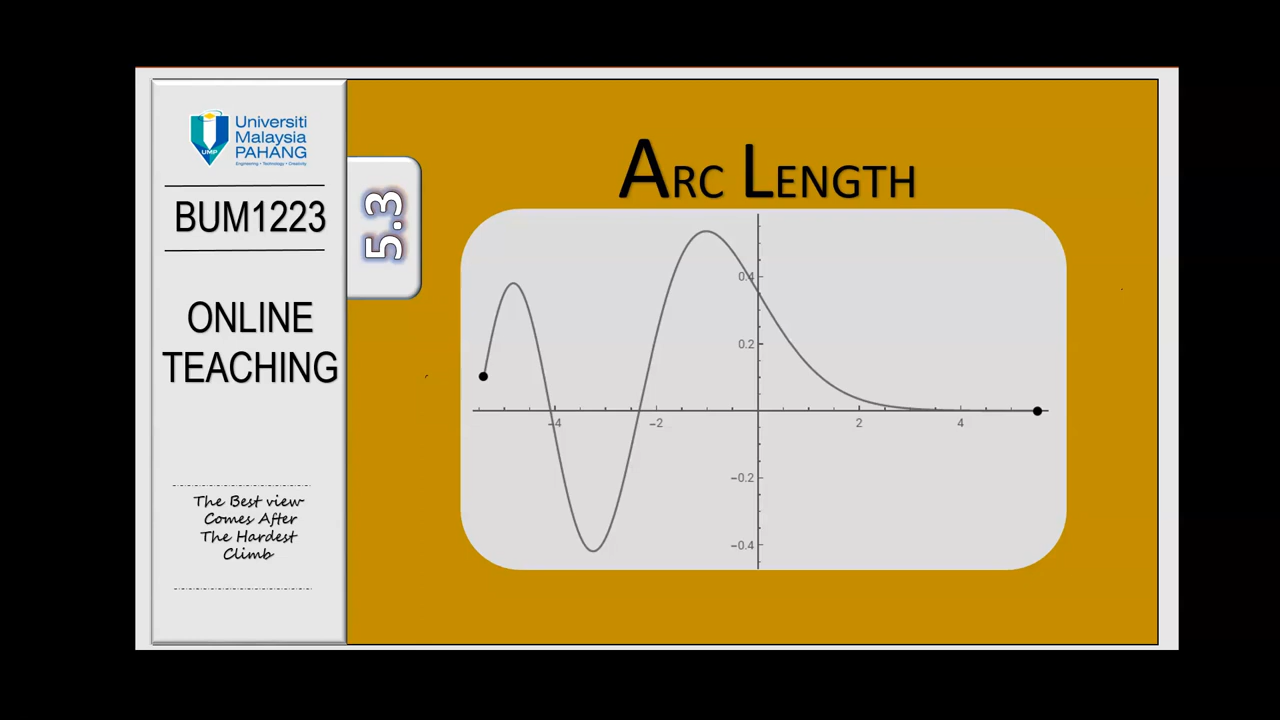 Universiti
Malaysia
PAHANG
Engineering • Technology • Creativity
UMP
BUM1223
ONLINE
TEACHING
The Best view
Comes After
The Hardest
Climb
5.3
ARC LENGTH
0.4
0.2
-4
-2
2
4
-0.2
-0.4